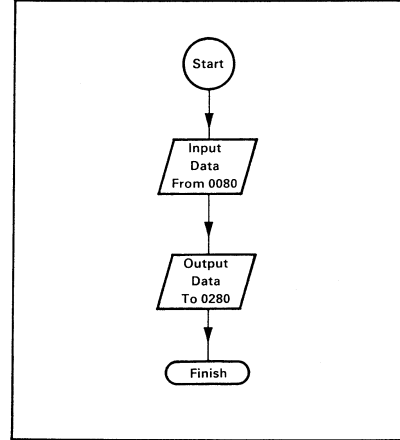 Start
Input
Data
From 0080
Output
Data
To 0280
Finish